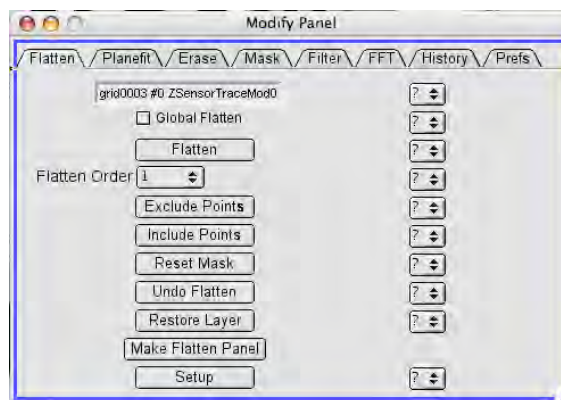 Modify Panel
Flatten Planefit Erase Mask Filter FFT History Prefs
grid0003 #0 ZSensorTraceMod0 ?
Global Flatten ?
Flatten ?
Flatten Order 1 ?
Exclude Points ?
Include Points ?
Reset Mask ?
Undo Flatten ?
Restore Layer ?
Make Flatten Panel
Setup ?